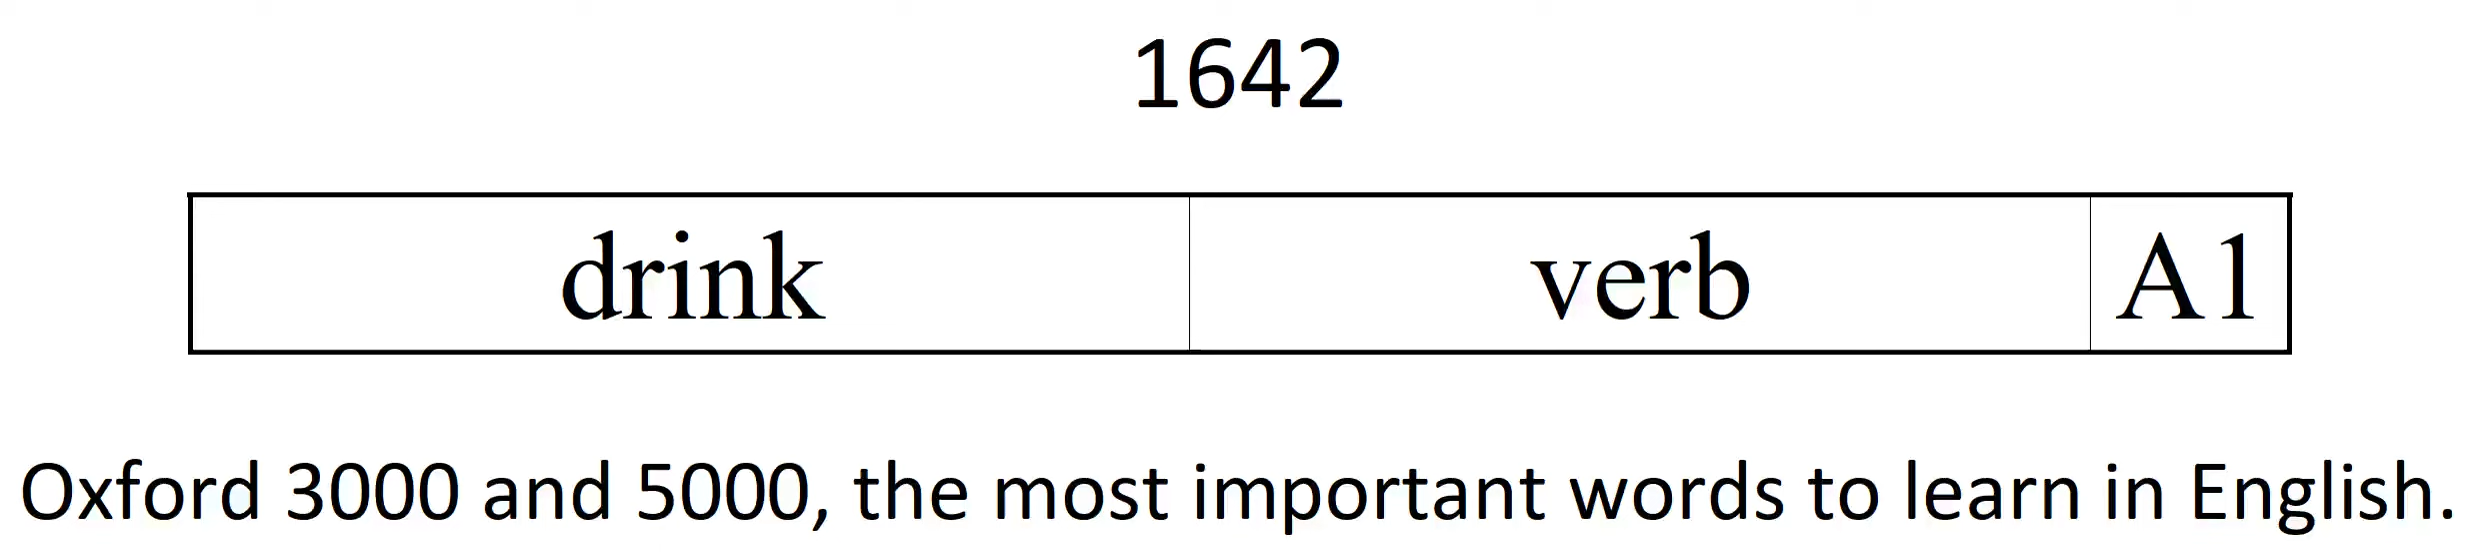 1642
drink verb A1
Oxford 3000 and 5000, the most important words to learn in English.